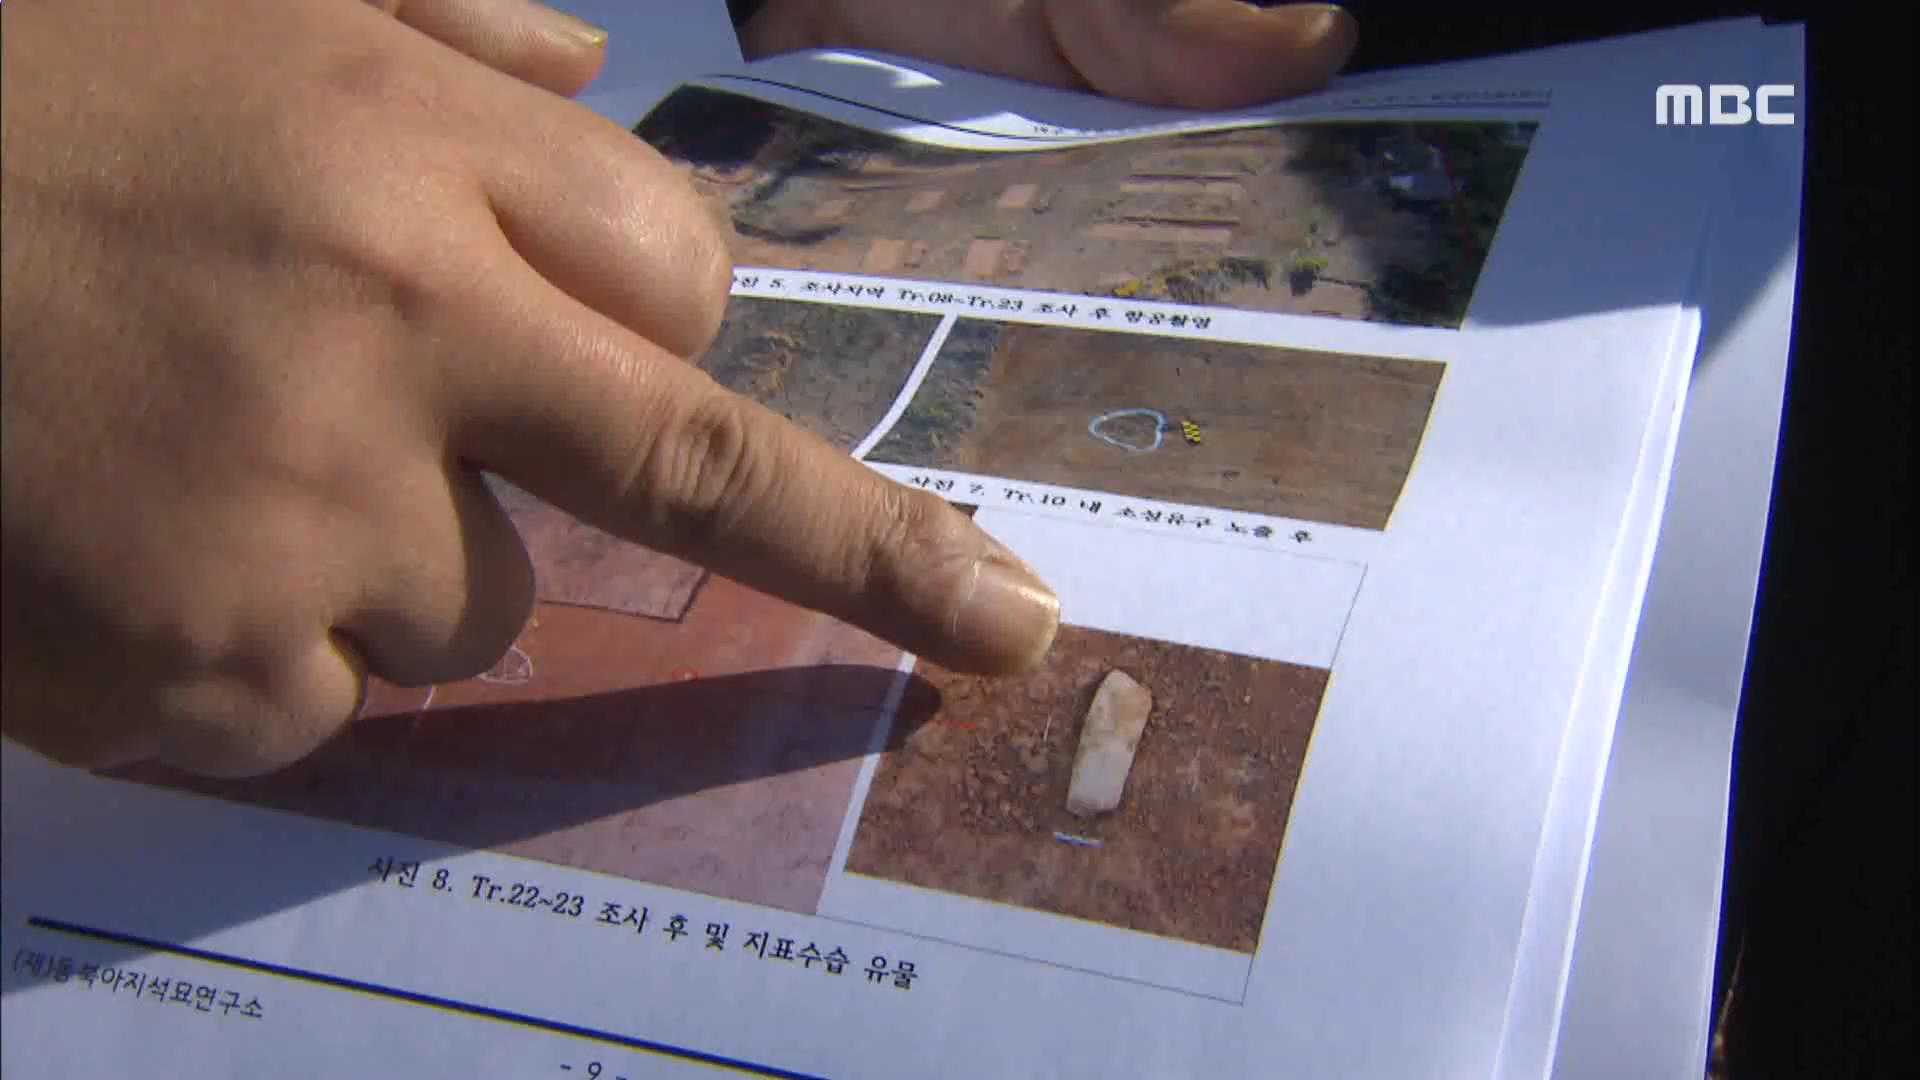 MBC
사진 5. 조사지역 Tr.08~Tr.23 조사 후 항공촬영
사진 7. Tr.10 내 소성유구 노출 후
사진 8. Tr.22~23 조사 후 및 지표수습 유물
(재)동북아지석묘연구소
- 9 -